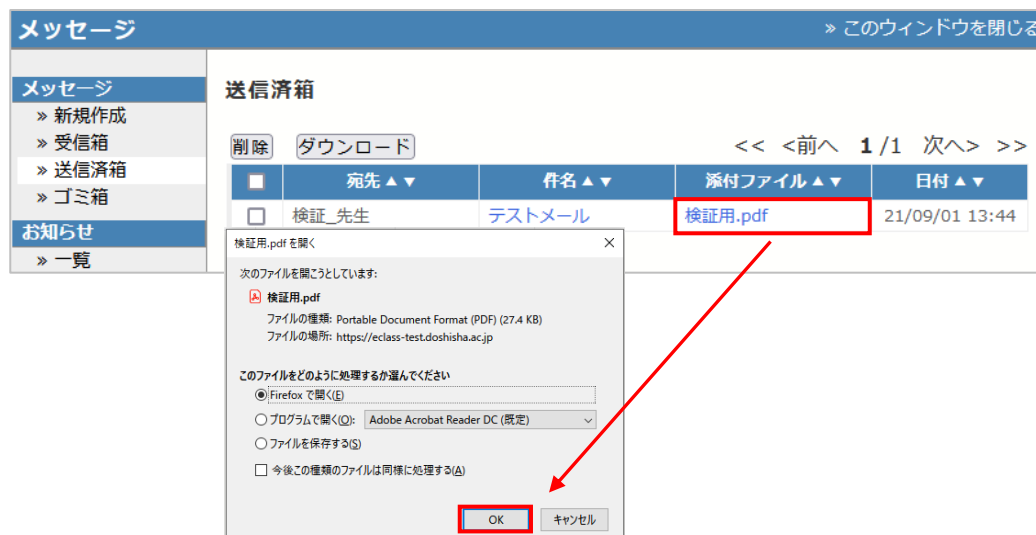 メッセージ » このウィンドウを閉じる
メッセージ
» 新規作成
» 受信箱
» 送信済箱
» ゴミ箱
お知らせ
» 一覧
送信済箱
削除 ダウンロード << <前へ 1 /1 次へ> >>
宛先▲▼ 件名▲▼ 添付ファイル▲▼ 日付▲▼
検証_先生 テストメール 検証用.pdf 21/09/01 13:44
検証用.pdf を開く ×
次のファイルを開こうとしています:
検証用.pdf
ファイルの種類: Portable Document Format (PDF) (27.4 KB)
ファイルの場所: https://eclass-test.doshisha.ac.jp
このファイルをどのように処理するか選んでください
Firefox で開く(E)
プログラムで開く(O): Adobe Acrobat Reader DC (既定)
ファイルを保存する(S)
今後この種類のファイルは同様に処理する(A)
OK キャンセル